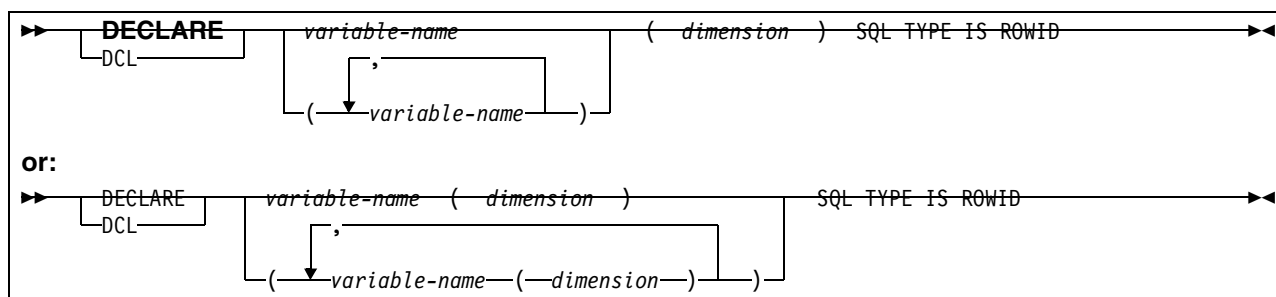 DECLARE variable-name ( dimension ) SQL TYPE IS ROWID
DCL ,
( variable-name )
or:
DECLARE variable-name ( dimension ) SQL TYPE IS ROWID
DCL ,
( variable-name ( dimension ) )